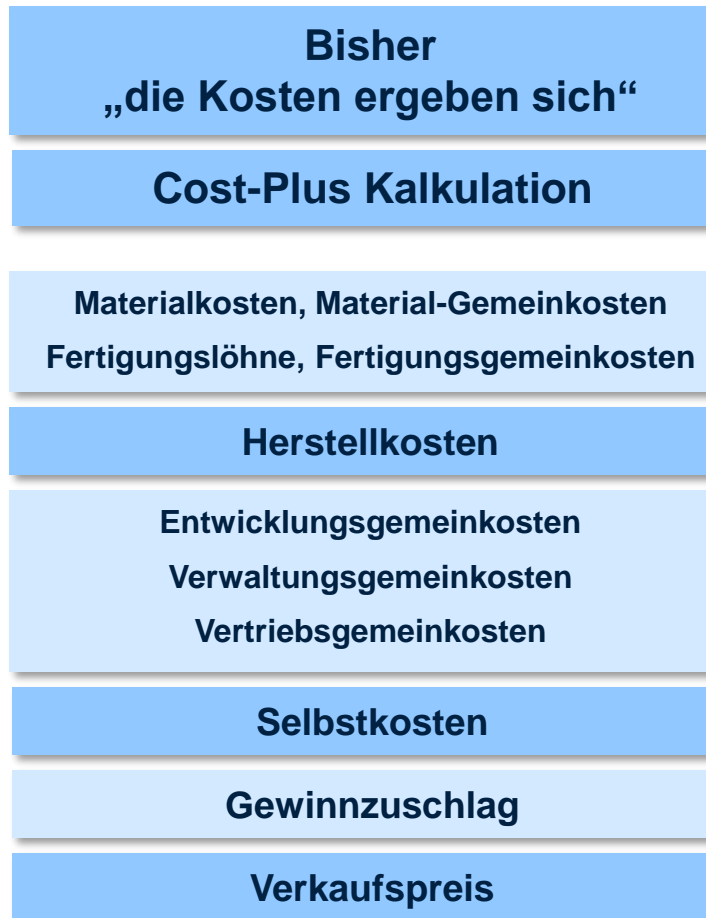 Bisher
„die Kosten ergeben sich“
Cost-Plus Kalkulation
Materialkosten, Material-Gemeinkosten
Fertigungslöhne, Fertigungsgemeinkosten
Herstellkosten
Entwicklungsgemeinkosten
Verwaltungsgemeinkosten
Vertriebsgemeinkosten
Selbstkosten
Gewinnzuschlag
Verkaufspreis